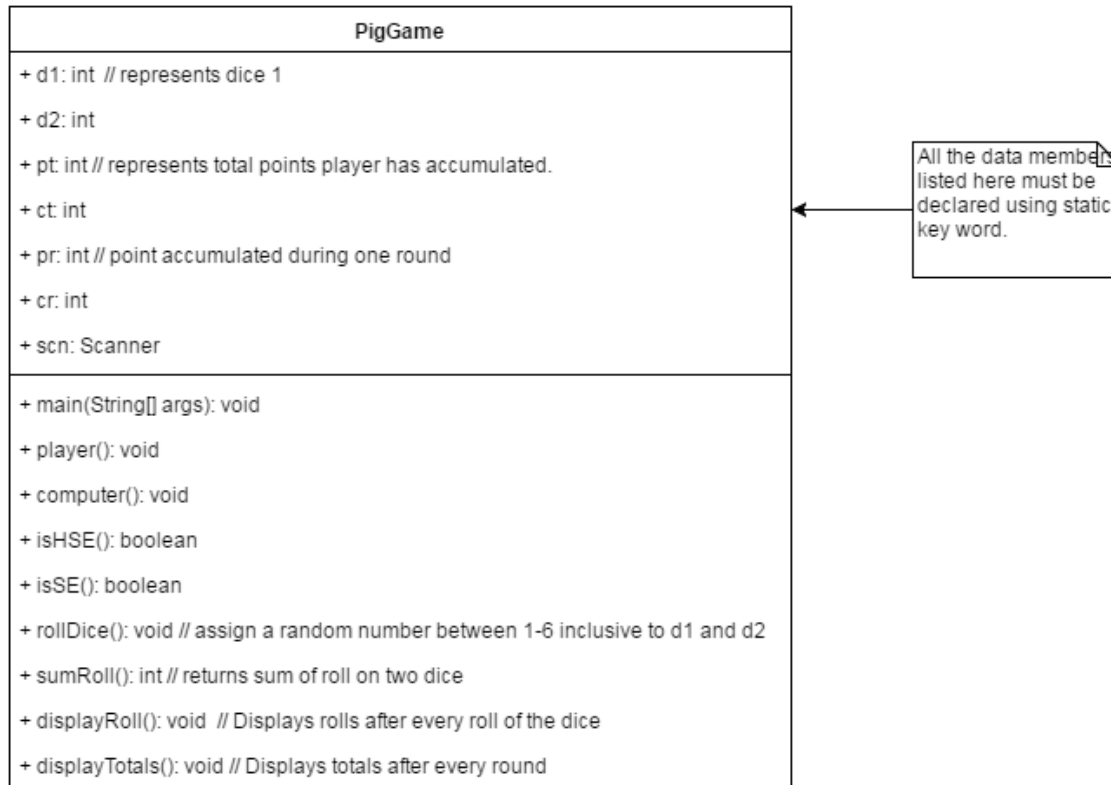 PigGame
+ d1: int // represents dice 1
+ d2: int
+ pt: int // represents total points player has accumulated.
+ ct: int
+ pr: int // point accumulated during one round
+ cr: int
+ scn: Scanner
All the data members
listed here must be
declared using static
key word.
+ main(String[] args): void
+ player(): void
+ computer(): void
+ isHSE(): boolean
+ isSE(): boolean
+ rollDice(): void // assign a random number between 1-6 inclusive to d1 and d2
+ sumRoll(): int // returns sum of roll on two dice
+ displayRoll(): void // Displays rolls after every roll of the dice
+ displayTotals(): void // Displays totals after every round